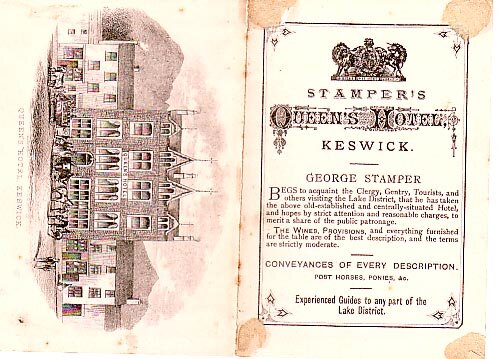 QUEEN'S HOTEL, KESWICK
QUEENS HOTEL
STAMPER'S
QUEEN'S HOTEL,
KESWICK.
GEORGE STAMPER
BEGS to acquaint the Clergy, Gentry, Tourists, and
others visiting the Lake District, that he has taken
the above old-established and centrally-situated Hotel,
and hopes by strict attention and reasonable charges, to
merit a share of the public patronage.
THE WINES, PROVISIONS, and everything furnished
for the table are of the best description, and the terms
are strictly moderate.
CONVEYANCES OF EVERY DESCRIPTION.
POST HORSES, PONIES, &c.
Experienced Guides to any part of the
Lake District.